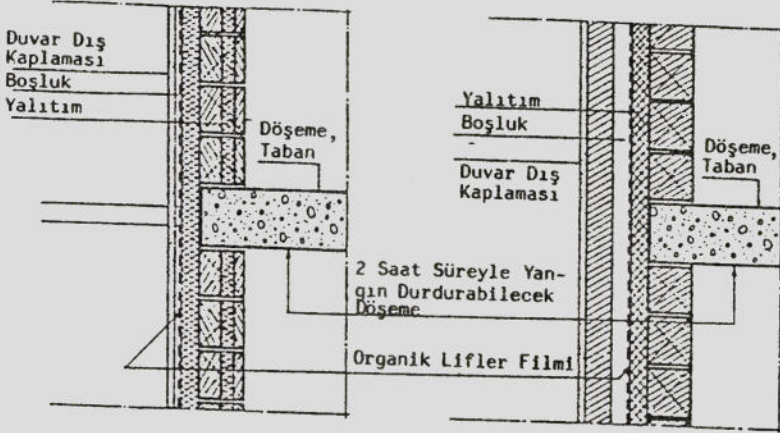 Duvar Dış
Kaplaması
Boşluk
Yalıtım
Döşeme,
Taban
Yalıtım
Boşluk
Duvar Dış
Kaplaması
Döşeme,
Taban
2 Saat Süreyle Yan-
gın Durdurabilecek
Döşeme
Organik Lifler Filmi